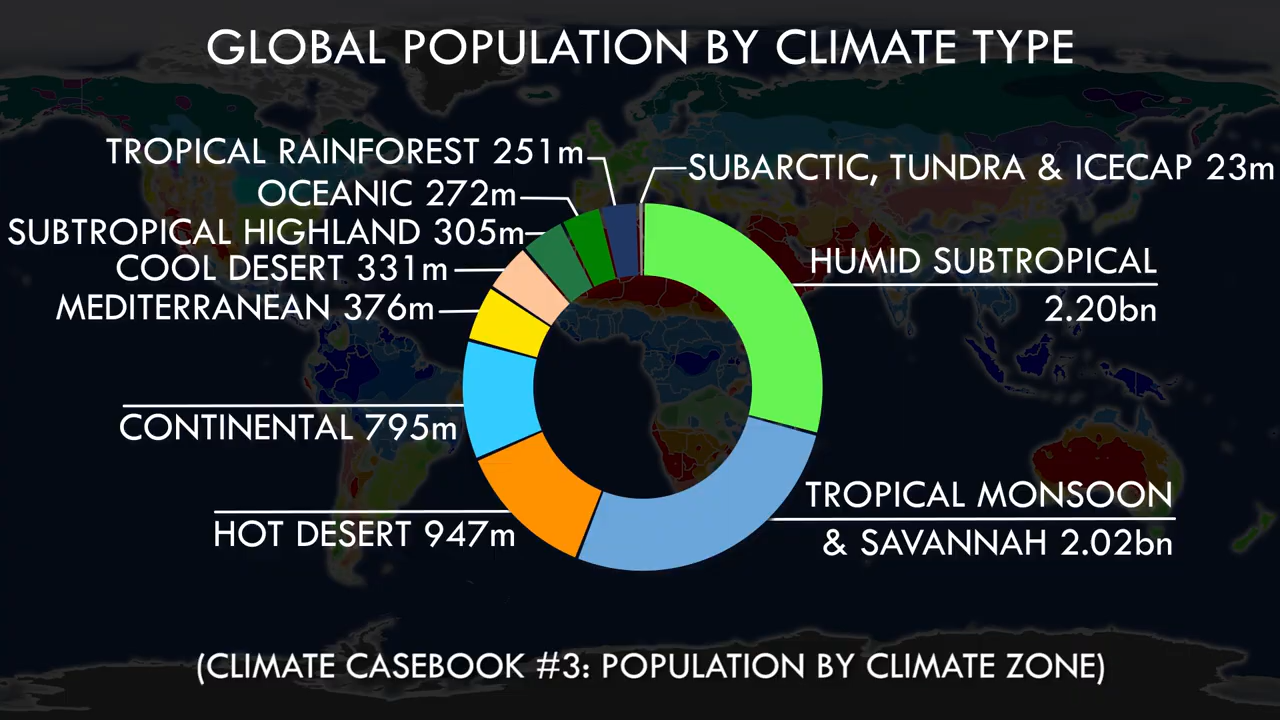 GLOBAL POPULATION BY CLIMATE TYPE
TROPICAL RAINFOREST 251m
SUBARCTIC, TUNDRA & ICECAP 23m
OCEANIC 272m
SUBTROPICAL HIGHLAND 305m
COOL DESERT 331m
MEDITERRANEAN 376m
HUMID SUBTROPICAL
2.20bn
CONTINENTAL 795m
HOT DESERT 947m
TROPICAL MONSOON
& SAVANNAH 2.02bn
(CLIMATE CASEBOOK #3: POPULATION BY CLIMATE ZONE)